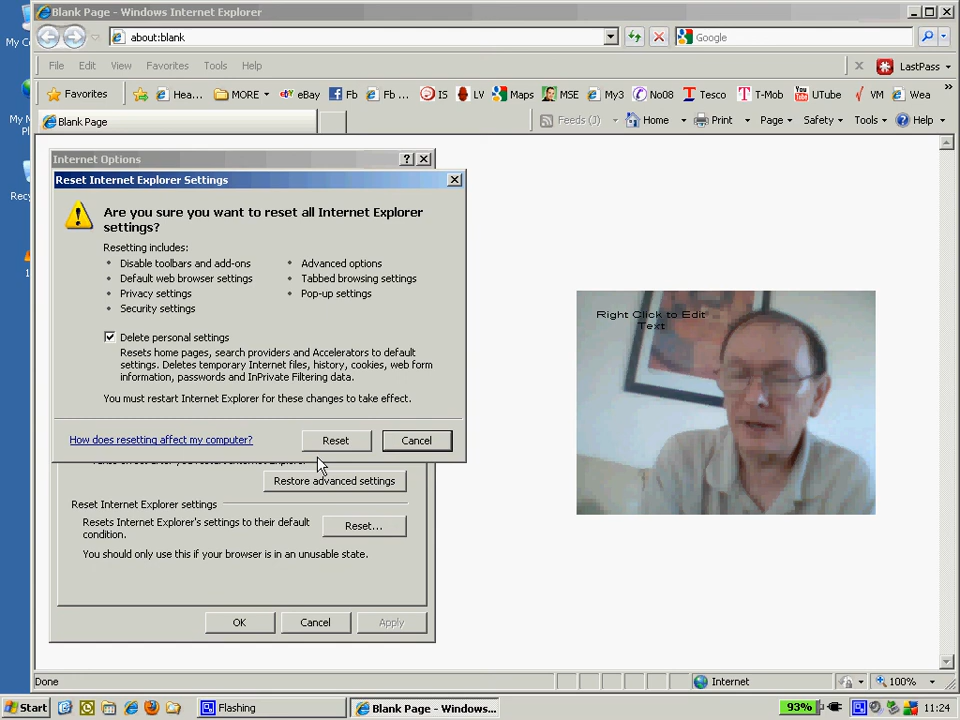 Blank Page - Windows Internet Explorer
about:blank
Google
File Edit View Favorites Tools Help
LastPass
Favorites Hea... MORE eBay Fb Fb ... IS LV Maps MSE My3 No08 Tesco T-Mob UTube VM Wea »
Blank Page
Feeds (J) Home Print Page Safety Tools Help
Internet Options
Reset Internet Explorer Settings
Are you sure you want to reset all Internet Explorer
settings?
Resetting includes:
• Disable toolbars and add-ons
• Default web browser settings
• Privacy settings
• Security settings
• Advanced options
• Tabbed browsing settings
• Pop-up settings
Delete personal settings
Resets home pages, search providers and Accelerators to default
settings. Deletes temporary Internet files, history, cookies, web form
information, passwords and InPrivate Filtering data.
You must restart Internet Explorer for these changes to take effect.
How does resetting affect my computer?
Reset Cancel
Restore advanced settings
Reset Internet Explorer settings
Resets Internet Explorer's settings to their default
condition.
Reset...
You should only use this if your browser is in an unusable state.
OK Cancel Apply
Right Click to Edit
Text
My
Recy
Done
Internet
100%
Start
Flashing
Blank Page - Windows...
93%
11:24